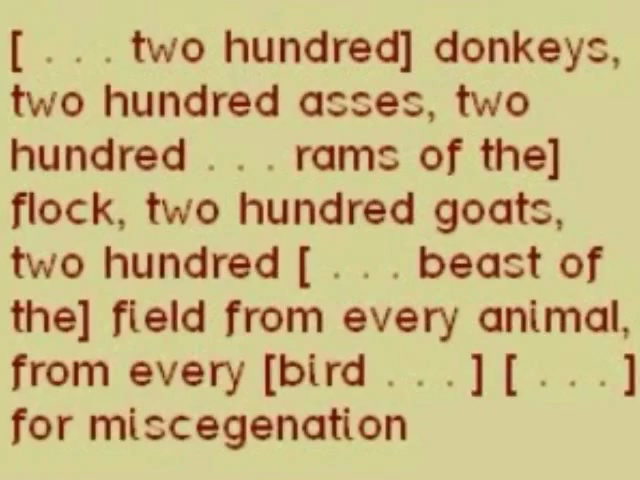 [ . . . two hundred] donkeys,
two hundred asses, two
hundred . . . rams of the]
flock, two hundred goats,
two hundred [ . . . beast of
the] field from every animal,
from every [bird . . . ] [ . . . ]
for miscegenation